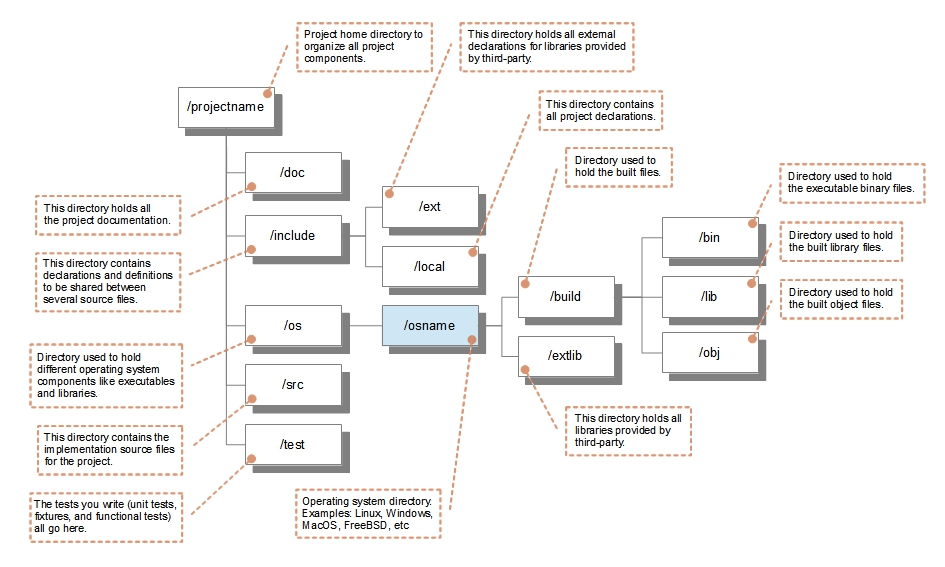 Project home directory to
organize all project
components.
This directory holds all external
declarations for libraries provided
by third-party.
/projectname
This directory contains
all project declarations.
/doc
Directory used to
hold the built files.
Directory used to hold
the executable binary files.
This directory holds all
the project documentation.
/ext
/include
/bin
Directory used to hold
the built library files.
This directory contains
declarations and definitions
to be shared between
several source files.
/local
/build
/lib
Directory used to hold
the built object files.
/os
/osname
/extlib
/obj
Directory used to hold
different operating system
components like executables
and libraries.
/src
This directory contains the
implementation source files
for the project.
This directory holds all
libraries provided by
third-party.
/test
The tests you write (unit tests,
fixtures, and functional tests)
all go here.
Operating system directory.
Examples: Linux, Windows,
MacOS, FreeBSD, etc